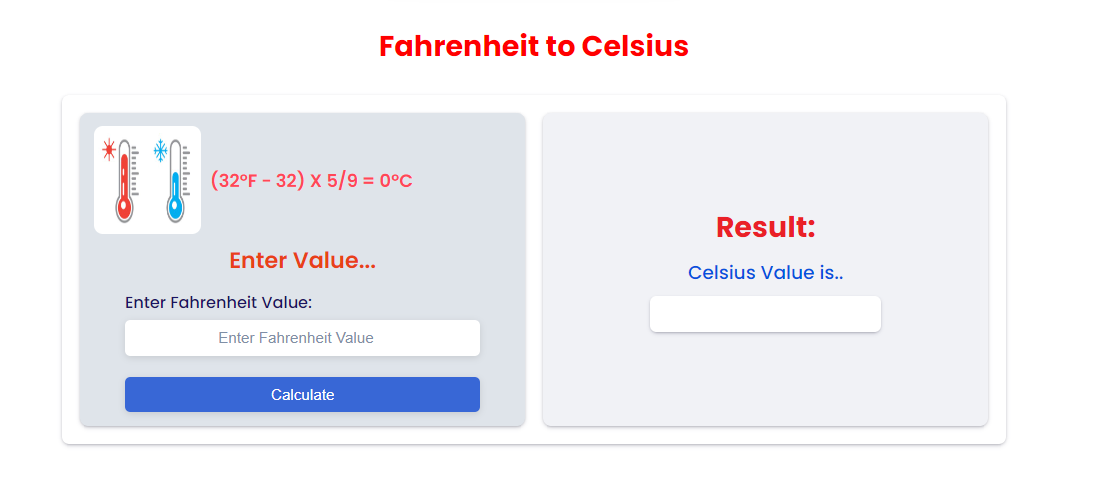 Fahrenheit to Celsius
(32°F - 32) X 5/9 = 0°C
Enter Value...
Enter Fahrenheit Value:
Enter Fahrenheit Value
Calculate
Result:
Celsius Value is..